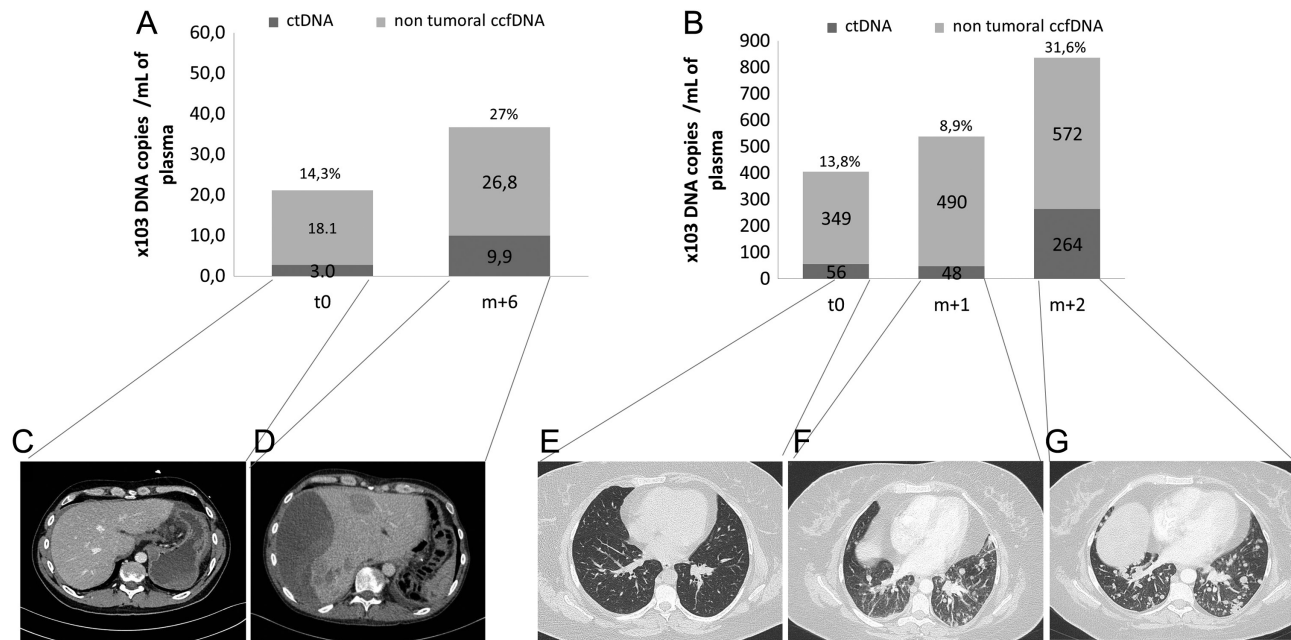 A
ctDNA
non tumoral ccfDNA
x103 DNA copies /mL of
plasma
60,0
50,0
40,0
30,0
20,0
10,0
0,0
14,3%
18.1
3.0
27%
26,8
9,9
t0
m+6
B
ctDNA
non tumoral ccfDNA
x103 DNA copies /mL of
plasma
900
800
700
600
500
400
300
200
100
0
13,8%
349
56
8,9%
490
48
31,6%
572
264
t0
m+1
m+2
C
D
E
F
G